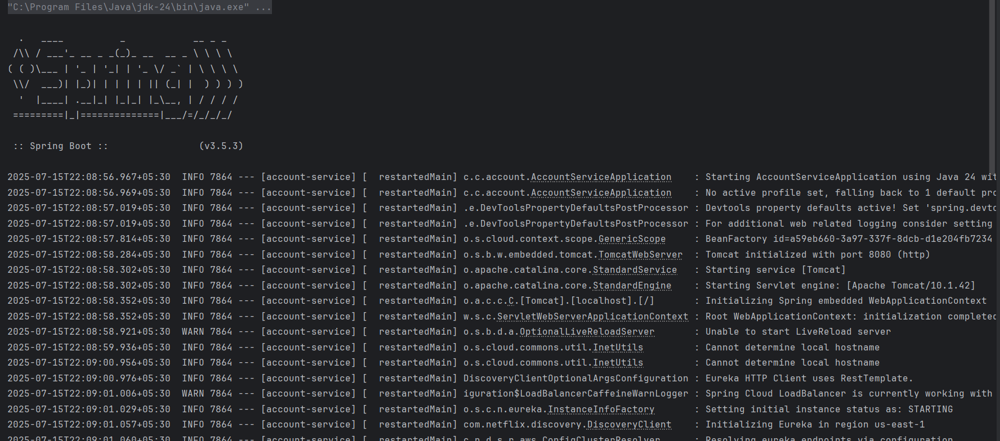 "C:\Program Files\Java\jdk-24\bin\java.exe" ...
  .   ____          _            __ _ _
 /\\ / ___'_ __ _ _(_)_ __  __ _ \ \ \ \
( ( )\___ | '_ | '_| | '_ \/ _` | \ \ \ \
 \\/  ___)| |_)| | | | | || (_| |  ) ) ) )
  '  |____| .__|_| |_|_| |_\__, | / / / /
 =========|_|==============|___/=/_/_/_/
 :: Spring Boot ::                (v3.5.3)
2025-07-15T22:08:56.967+05:30  INFO 7864 --- [account-service] [  restartedMain] c.c.account.AccountServiceApplication    : Starting AccountServiceApplication using Java 24 wit
2025-07-15T22:08:56.969+05:30  INFO 7864 --- [account-service] [  restartedMain] c.c.account.AccountServiceApplication    : No active profile set, falling back to 1 default pro
2025-07-15T22:08:57.019+05:30  INFO 7864 --- [account-service] [  restartedMain] .e.DevToolsPropertyDefaultsPostProcessor : Devtools property defaults active! Set 'spring.devto
2025-07-15T22:08:57.019+05:30  INFO 7864 --- [account-service] [  restartedMain] .e.DevToolsPropertyDefaultsPostProcessor : For additional web related logging consider setting
2025-07-15T22:08:57.814+05:30  INFO 7864 --- [account-service] [  restartedMain] o.s.cloud.context.scope.GenericScope     : BeanFactory id=a59eb660-3a97-337f-8dcb-d1e204fb7234
2025-07-15T22:08:58.284+05:30  INFO 7864 --- [account-service] [  restartedMain] o.s.b.w.embedded.tomcat.TomcatWebServer  : Tomcat initialized with port 8080 (http)
2025-07-15T22:08:58.302+05:30  INFO 7864 --- [account-service] [  restartedMain] o.apache.catalina.core.StandardService   : Starting service [Tomcat]
2025-07-15T22:08:58.302+05:30  INFO 7864 --- [account-service] [  restartedMain] o.apache.catalina.core.StandardEngine    : Starting Servlet engine: [Apache Tomcat/10.1.42]
2025-07-15T22:08:58.352+05:30  INFO 7864 --- [account-service] [  restartedMain] o.a.c.c.C.[Tomcat].[localhost].[/]       : Initializing Spring embedded WebApplicationContext
2025-07-15T22:08:58.352+05:30  INFO 7864 --- [account-service] [  restartedMain] w.s.c.ServletWebServerApplicationContext : Root WebApplicationContext: initialization completed
2025-07-15T22:08:58.921+05:30  WARN 7864 --- [account-service] [  restartedMain] o.s.b.d.a.OptionalLiveReloadServer       : Unable to start LiveReload server
2025-07-15T22:08:59.936+05:30  INFO 7864 --- [account-service] [  restartedMain] o.s.cloud.commons.util.InetUtils         : Cannot determine local hostname
2025-07-15T22:09:00.956+05:30  INFO 7864 --- [account-service] [  restartedMain] o.s.cloud.commons.util.InetUtils         : Cannot determine local hostname
2025-07-15T22:09:00.976+05:30  INFO 7864 --- [account-service] [  restartedMain] DiscoveryClientOptionalArgsConfiguration : Eureka HTTP Client uses RestTemplate.
2025-07-15T22:09:01.006+05:30  WARN 7864 --- [account-service] [  restartedMain] iguration$LoadBalancerCaffeineWarnLogger : Spring Cloud LoadBalancer is currently working with
2025-07-15T22:09:01.029+05:30  INFO 7864 --- [account-service] [  restartedMain] o.s.c.n.eureka.InstanceInfoFactory       : Setting initial instance status as: STARTING
2025-07-15T22:09:01.057+05:30  INFO 7864 --- [account-service] [  restartedMain] com.netflix.discovery.DiscoveryClient    : Initializing Eureka in region us-east-1
2025-07-15T22:09:01.060+05:30  INFO 7864 --- [account-service] [  restartedMain] c.n.d.s.r.aws.ConfigClusterResolver      : Resolving eureka endpoints via configuration